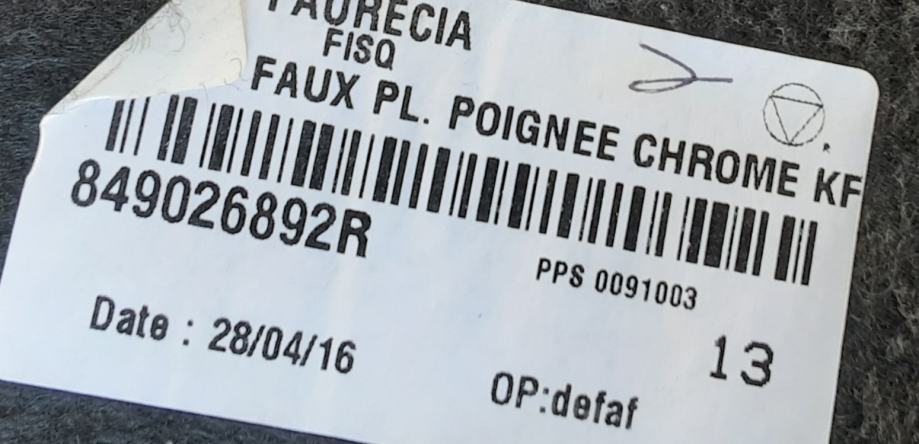 FAURECIA
FISQ
FAUX PL. POIGNEE CHROME KF
849026892R
PPS 0091003
Date : 28/04/16
13
OP:defaf